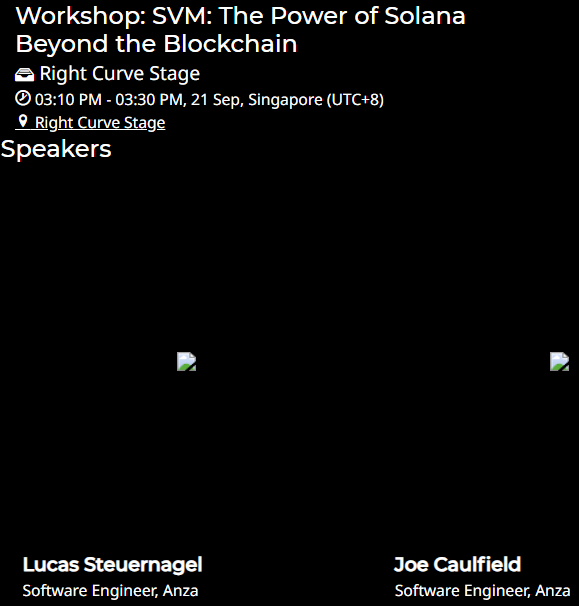 Workshop: SVM: The Power of Solana
Beyond the Blockchain
Right Curve Stage
03:10 PM - 03:30 PM, 21 Sep, Singapore (UTC+8)
Right Curve Stage
Speakers
Lucas Steuernagel
Joe Caulfield
Software Engineer, Anza
Software Engineer, Anza